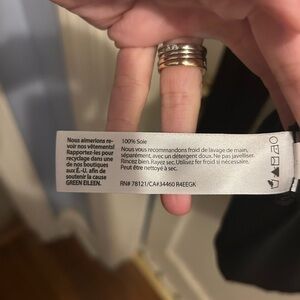 Nous aimerions re-
voir nos vêtements!
Rapportez-les pour
recyclage dans une
de nos boutiques
aux É.-U. afin de
soutenir la cause
GREEN EILEEN.
100% Soie
Nous vous recommandons froid de lavage de main,
séparément, avec un détergent doux. Ne pas javelliser.
Rincez bien. Rayez sec. Utilisez fer froid si nécessaire.
Peut être nettoyé à sec.
RN# 78121/CA#34460 R4EEGK